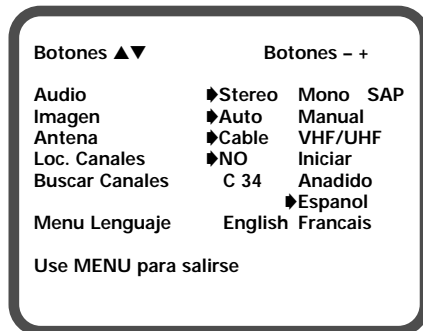 Botones ▲▼ Botones – +
Audio ➧Stereo Mono SAP
Imagen ➧Auto Manual
Antena ➧Cable VHF/UHF
Loc. Canales ➧NO Iniciar
Buscar Canales C 34 Anadido
➧Espanol
Menu Lenguaje English Francais
Use MENU para salirse